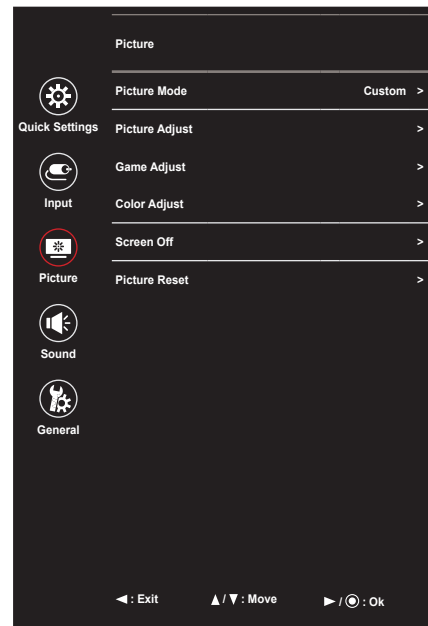 Picture
Picture Mode Custom >
Quick Settings
Picture Adjust >
Game Adjust >
Input
Color Adjust >
Screen Off >
Picture
Picture Reset >
Sound
General
◄ : Exit ▲ / ▼ : Move ► / ◉ : Ok